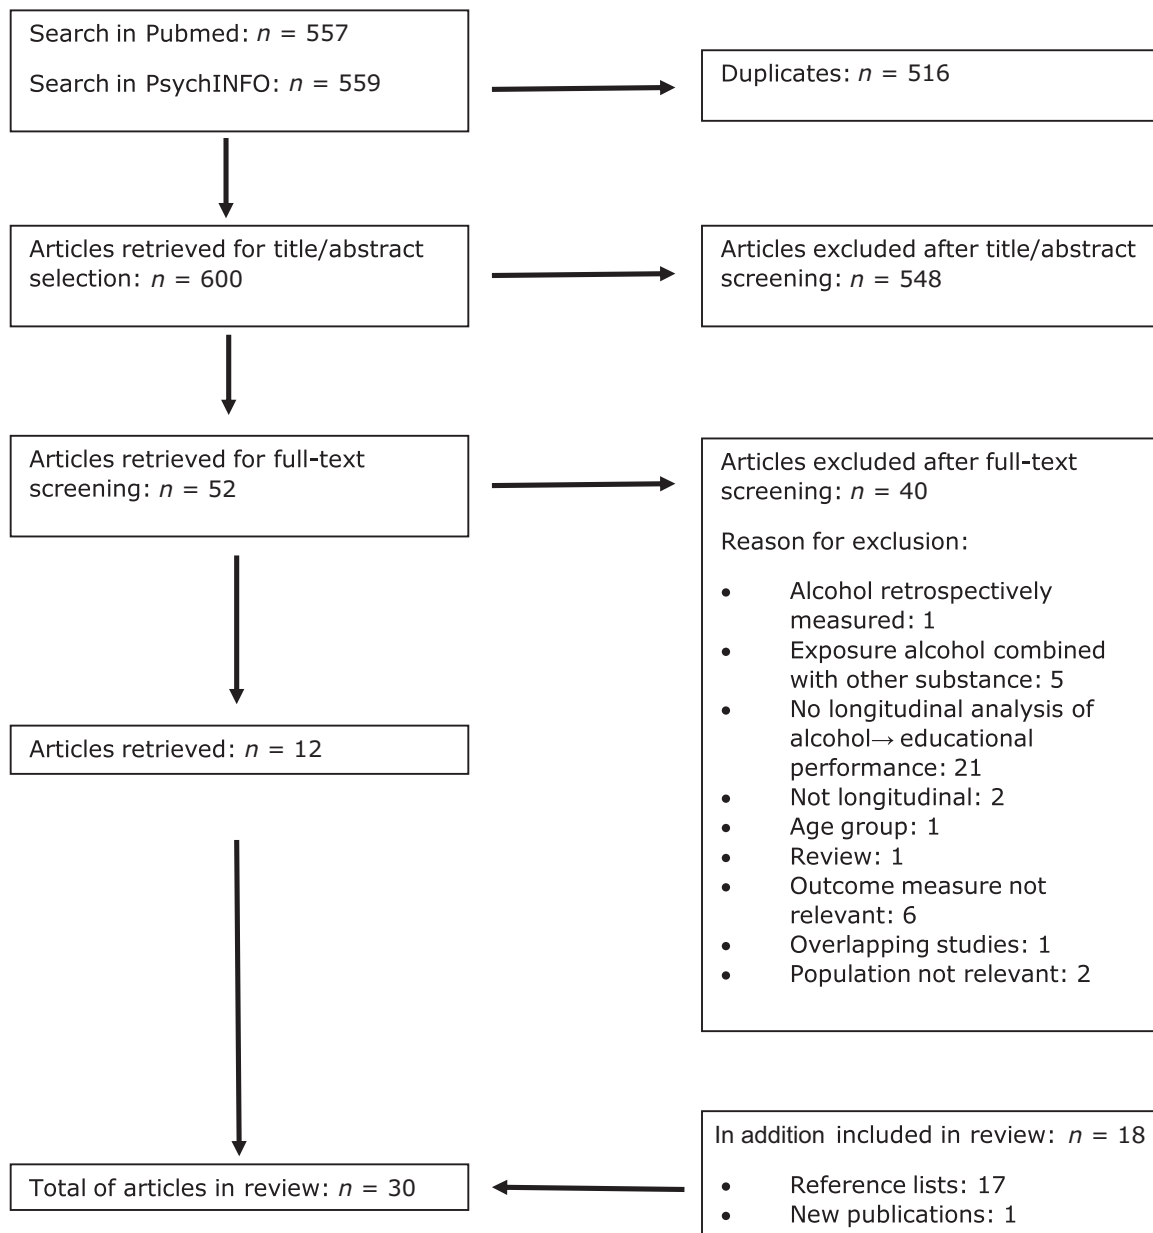 Search in Pubmed: n = 557
Search in PsychINFO: n = 559
Duplicates: n = 516
Articles retrieved for title/abstract
selection: n = 600
Articles excluded after title/abstract
screening: n = 548
Articles retrieved for full-text
screening: n = 52
Articles excluded after full-text
screening: n = 40
Reason for exclusion:
• Alcohol retrospectively
measured: 1
• Exposure alcohol combined
with other substance: 5
• No longitudinal analysis of
alcohol→ educational
performance: 21
• Not longitudinal: 2
• Age group: 1
• Review: 1
• Outcome measure not
relevant: 6
• Overlapping studies: 1
• Population not relevant: 2
Articles retrieved: n = 12
In addition included in review: n = 18
• Reference lists: 17
• New publications: 1
Total of articles in review: n = 30